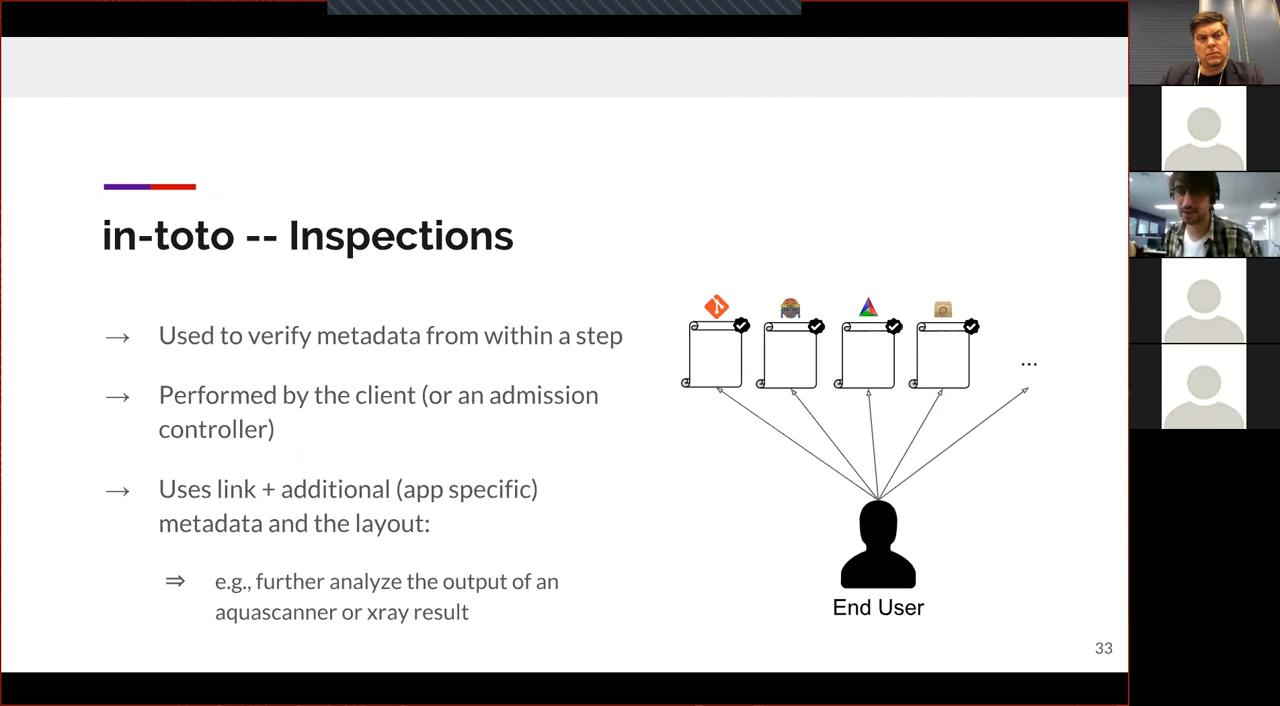 in-toto -- Inspections
→ Used to verify metadata from within a step
→ Performed by the client (or an admission
controller)
→ Uses link + additional (app specific)
metadata and the layout:
⇒ e.g., further analyze the output of an
aquascanner or xray result
...
End User
33